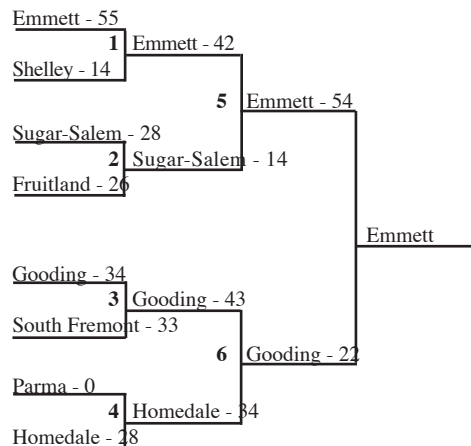 Emmett - 55
1 Emmett - 42
Shelley - 14
5 Emmett - 54
Sugar-Salem - 28
2 Sugar-Salem - 14
Fruitland - 26
Emmett
Gooding - 34
3 Gooding - 43
South Fremont - 33
6 Gooding - 22
Parma - 0
4 Homedale - 34
Homedale - 28